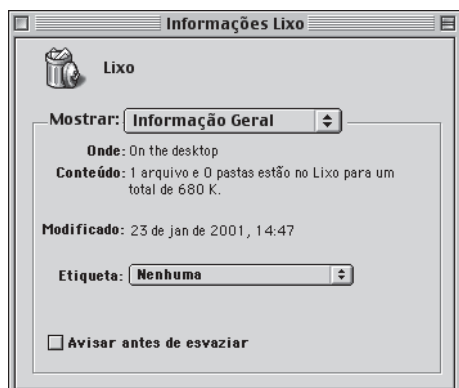 Informações Lixo
Lixo
Mostrar: Informação Geral
Onde: On the desktop
Conteúdo: 1 arquivo e 0 pastas estão no Lixo para um
total de 680 K.
Modificado: 23 de jan de 2001, 14:47
Etiqueta: Nenhuma
Avisar antes de esvaziar